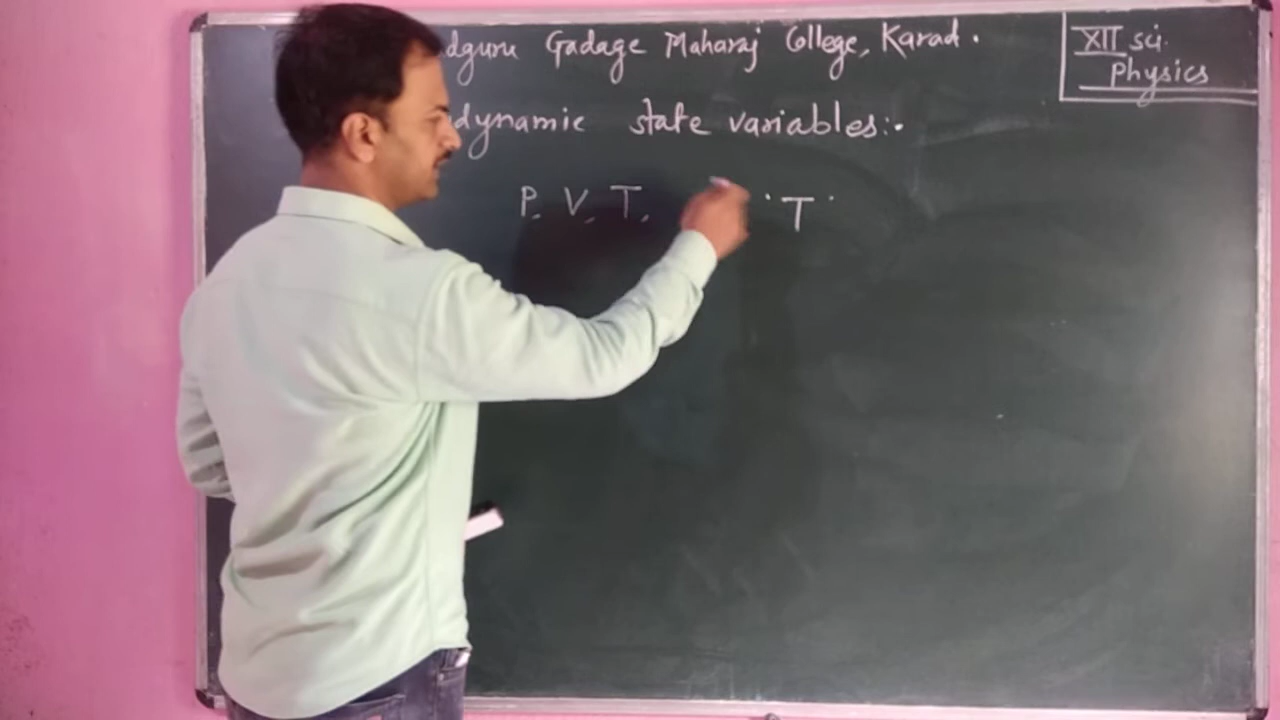 dguru Gadage Maharaj College, Karad.
XII sci.
Physics
dynamic state variables:-
P, V, T, T